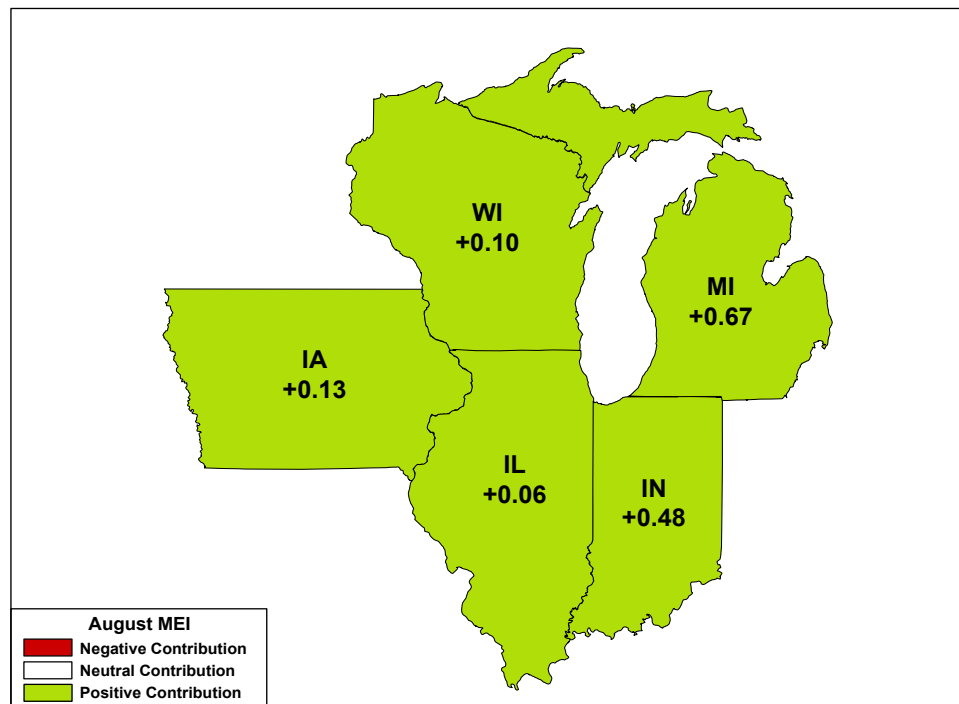 WI
+0.10
MI
+0.67
IA
+0.13
IL
+0.06
IN
+0.48
August MEI
Negative Contribution
Neutral Contribution
Positive Contribution